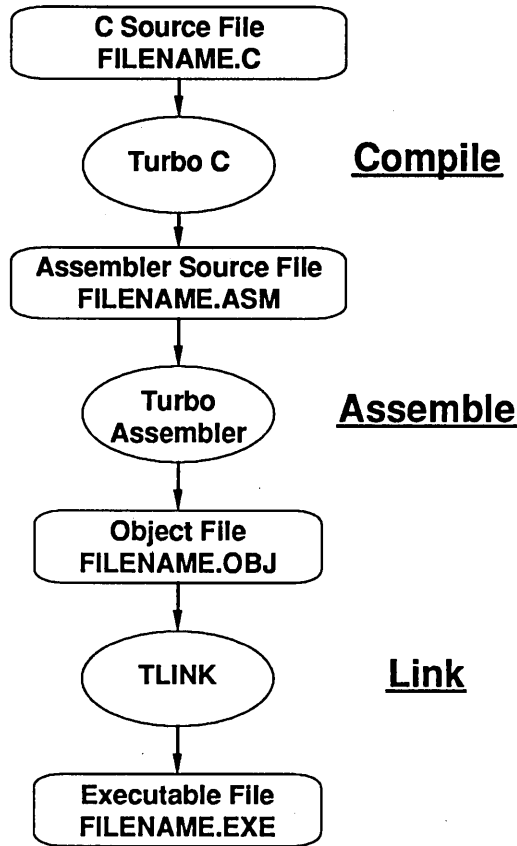 C Source File
FILENAME.C
Turbo C
Compile
Assembler Source File
FILENAME.ASM
Turbo
Assembler
Assemble
Object File
FILENAME.OBJ
TLINK
Link
Executable File
FILENAME.EXE